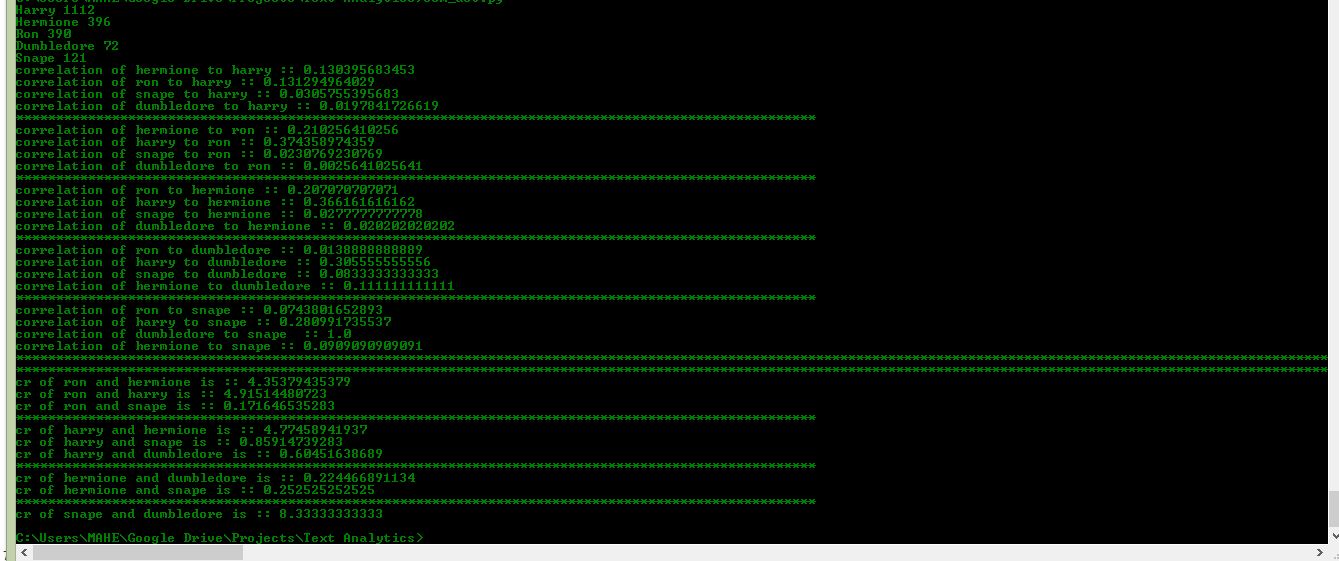 Harry 1112
Hermione 396
Ron 390
Dumbledore 72
Snape 121
correlation of hermione to harry :: 0.130395683453
correlation of ron to harry :: 0.131294964029
correlation of snape to harry :: 0.0305755395683
correlation of dumbledore to harry :: 0.0197841726619
****************************************************************************************************
correlation of hermione to ron :: 0.210256410256
correlation of harry to ron :: 0.374358974359
correlation of snape to ron :: 0.0230769230769
correlation of dumbledore to ron :: 0.0025641025641
****************************************************************************************************
correlation of ron to hermione :: 0.207070707071
correlation of harry to hermione :: 0.366161616162
correlation of snape to hermione :: 0.0277777777778
correlation of dumbledore to hermione :: 0.020202020202
****************************************************************************************************
correlation of ron to dumbledore :: 0.0138888888889
correlation of harry to dumbledore :: 0.305555555556
correlation of snape to dumbledore :: 0.0833333333333
correlation of hermione to dumbledore :: 0.111111111111
****************************************************************************************************
correlation of ron to snape :: 0.0743801652893
correlation of harry to snape :: 0.280991735537
correlation of dumbledore to snape  :: 1.0
correlation of hermione to snape :: 0.0909090909091
********************************************************************************************************************************************************************
********************************************************************************************************************************************************************
cr of ron and hermione is :: 4.35379435379
cr of ron and harry is :: 4.91514480723
cr of ron and snape is :: 0.171646535283
****************************************************************************************************
cr of harry and hermione is :: 4.77458941937
cr of harry and snape is :: 0.85914739283
cr of harry and dumbledore is :: 0.60451638689
****************************************************************************************************
cr of hermione and dumbledore is :: 0.224466891134
cr of hermione and snape is :: 0.252525252525
****************************************************************************************************
cr of snape and dumbledore is :: 8.33333333333
C:\Users\MAHE\Google Drive\Projects\Text Analytics>